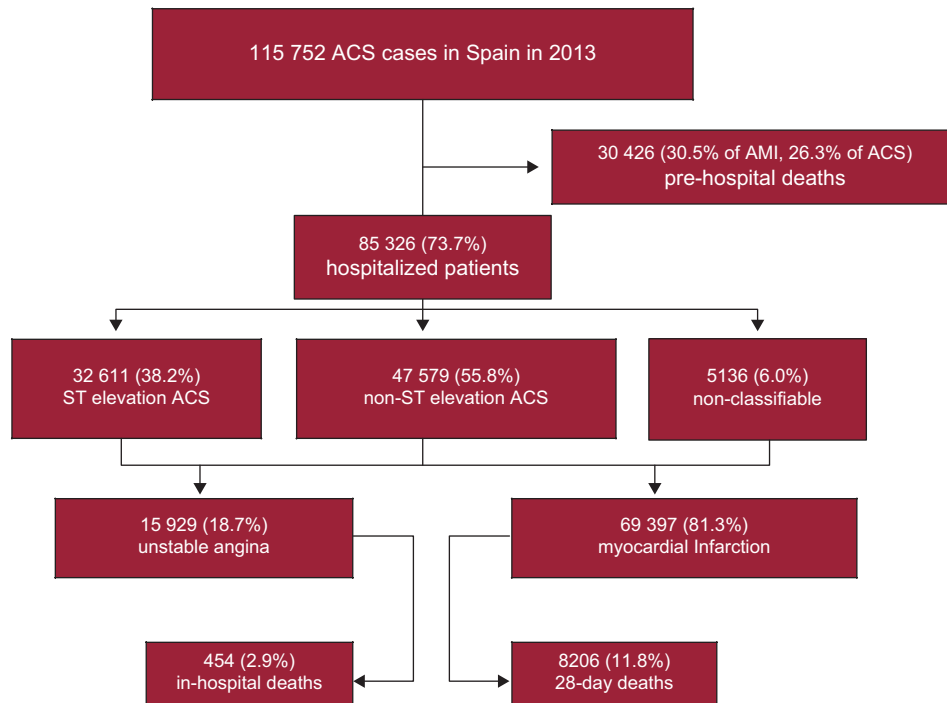 115 752 ACS cases in Spain in 2013
30 426 (30.5% of AMI, 26.3% of ACS)
pre-hospital deaths
85 326 (73.7%)
hospitalized patients
32 611 (38.2%)
ST elevation ACS
47 579 (55.8%)
non-ST elevation ACS
5136 (6.0%)
non-classifiable
15 929 (18.7%)
unstable angina
69 397 (81.3%)
myocardial Infarction
454 (2.9%)
in-hospital deaths
8206 (11.8%)
28-day deaths